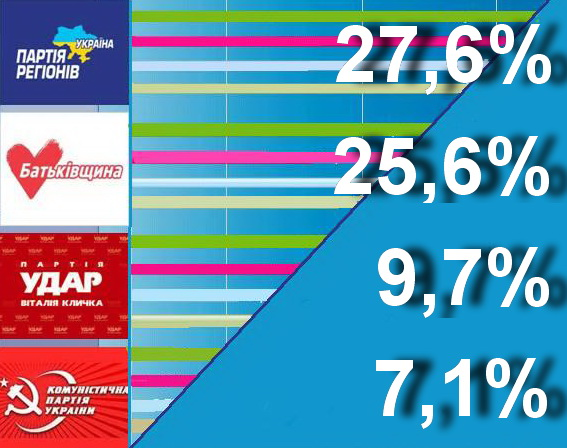 УКРАЇНА
ПАРТІЯ
РЕГІОНІВ
27,6%
Батьківщина
25,6%
ПАРТІЯ
УДАР
ВІТАЛІЯ КЛИЧКА
9,7%
КОМУНІСТИЧНА
ПАРТІЯ
УКРАЇНИ
7,1%